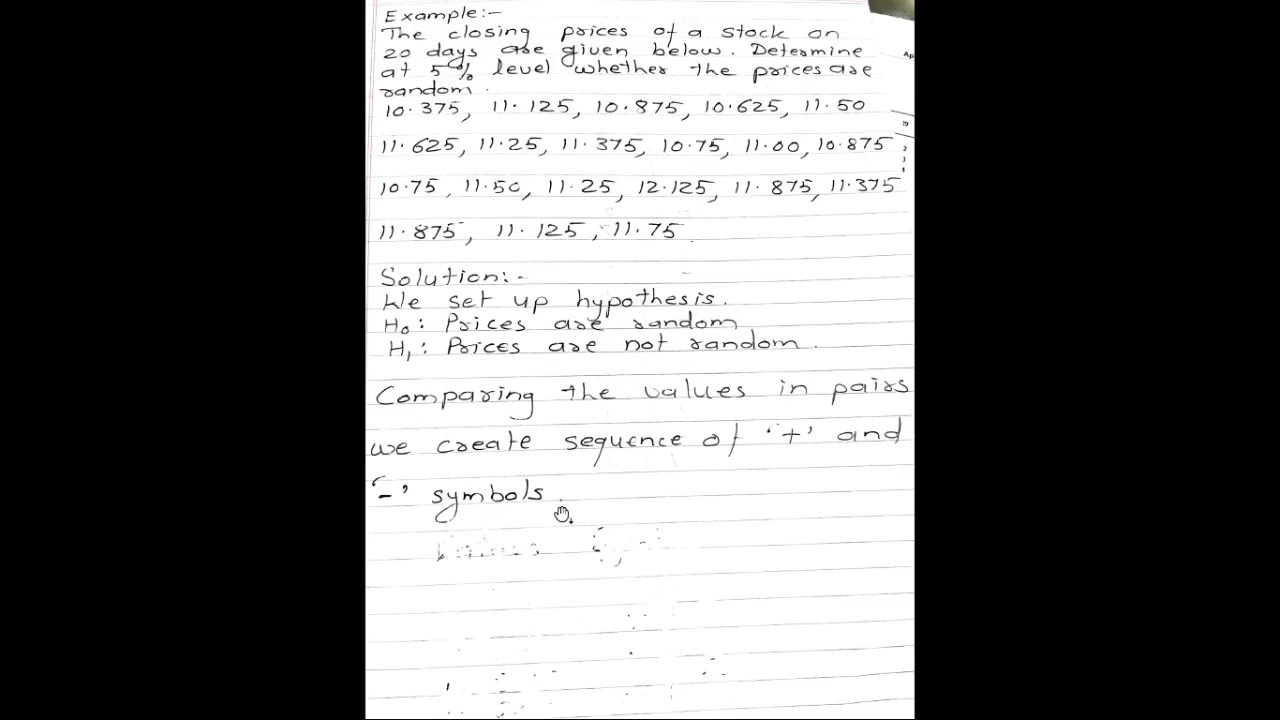 Example:-
The closing prices of a stock on
20 days are given below. Determine
at 5% level whether the prices are
random.
10.375, 11.125, 10.875, 10.625, 11.50
11.625, 11.25, 11.375, 10.75, 11.00, 10.875
10.75, 11.50, 11.25, 12.125, 11.875, 11.375
11.875, 11.125, 11.75.
Solution:-
We set up hypothesis.
H₀: Prices are random
H₁: Prices are not random.
Comparing the values in pairs
we create sequence of '+' and
'-' symbols.